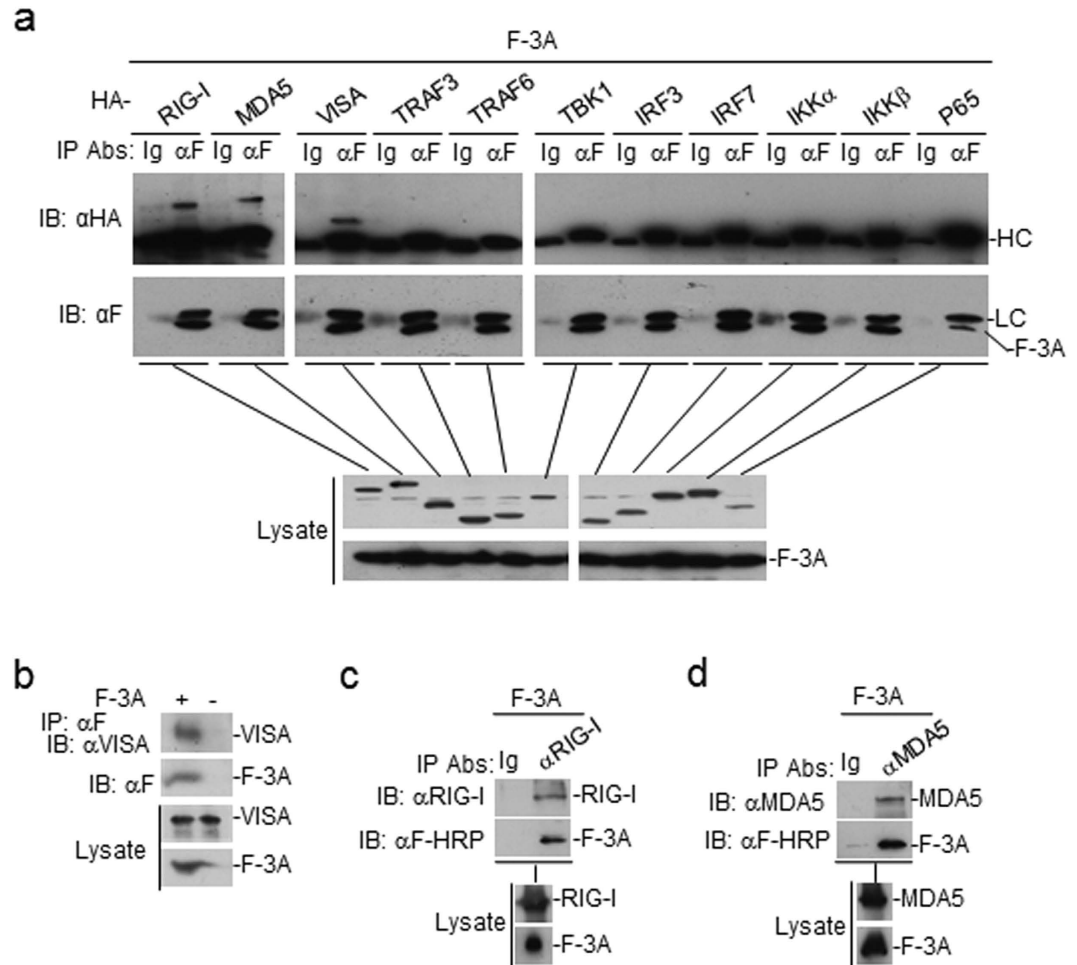 a
F-3A
HA- RIG-I MDA5 VISA TRAF3 TRAF6 TBK1 IRF3 IRF7 IKKα IKKβ P65
IP Abs: Ig αF Ig αF Ig αF Ig αF Ig αF Ig αF Ig αF Ig αF Ig αF Ig αF Ig αF
IB: αHA
-HC
IB: αF
-LC
-F-3A
Lysate
-F-3A
b
F-3A + -
IP: αF
IB: αVISA
-VISA
IB: αF
-F-3A
Lysate
-VISA
-F-3A
c
F-3A
IP Abs: Ig αRIG-I
IB: αRIG-I
-RIG-I
IB: αF-HRP
-F-3A
Lysate
-RIG-I
-F-3A
d
F-3A
IP Abs: Ig αMDA5
IB: αMDA5
-MDA5
IB: αF-HRP
-F-3A
Lysate
-MDA5
-F-3A